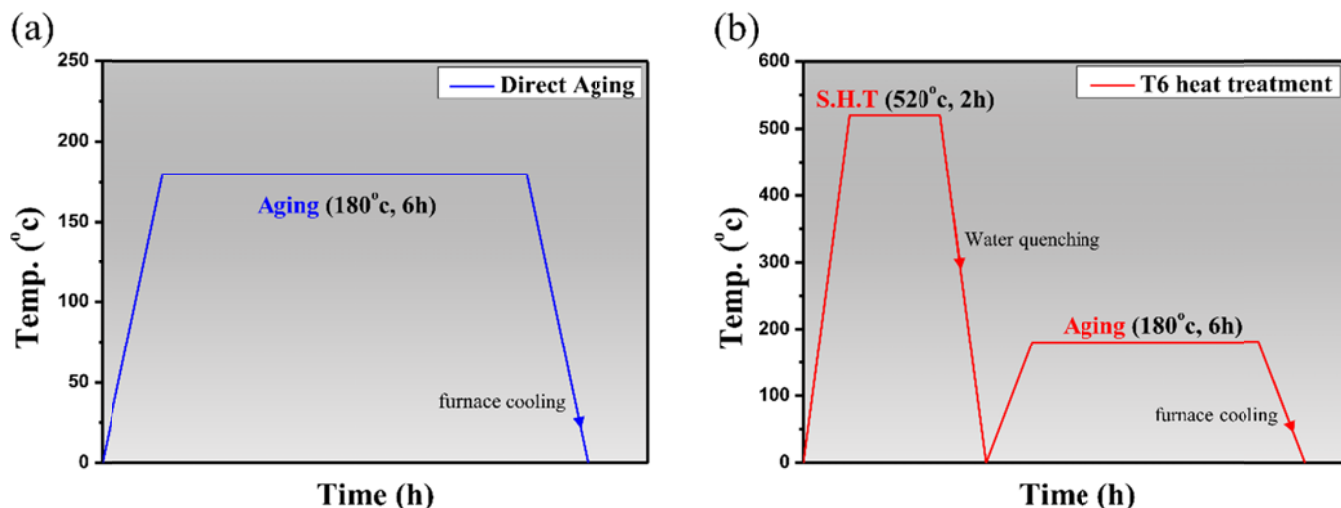 (a)
250
200
150
100
50
0
Temp. (°c)
Direct Aging
Aging (180°c, 6h)
furnace cooling
Time (h)
(b)
600
500
400
300
200
100
0
Temp. (°c)
T6 heat treatment
S.H.T (520°c, 2h)
Water quenching
Aging (180°c, 6h)
furnace cooling
Time (h)